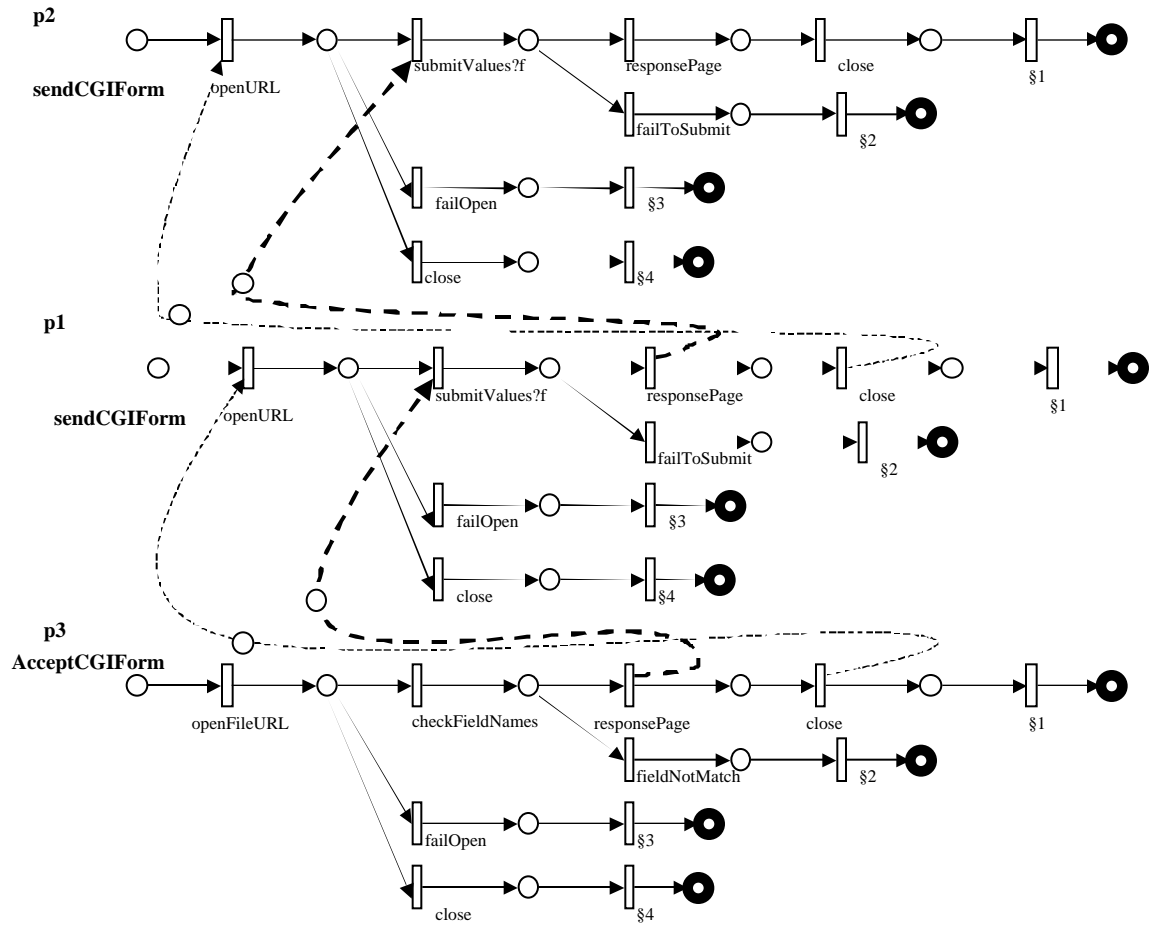 p2
submitValues?f
responsePage
close
§1
openURL
sendCGIForm
failToSubmit
§2
failOpen
§3
close
§4
p1
openURL
submitValues?f
responsePage
close
§1
sendCGIForm
failToSubmit
§2
failOpen
§3
close
§4
p3
AcceptCGIForm
openFileURL
checkFieldNames
responsePage
close
§1
fieldNotMatch
§2
failOpen
§3
close
§4